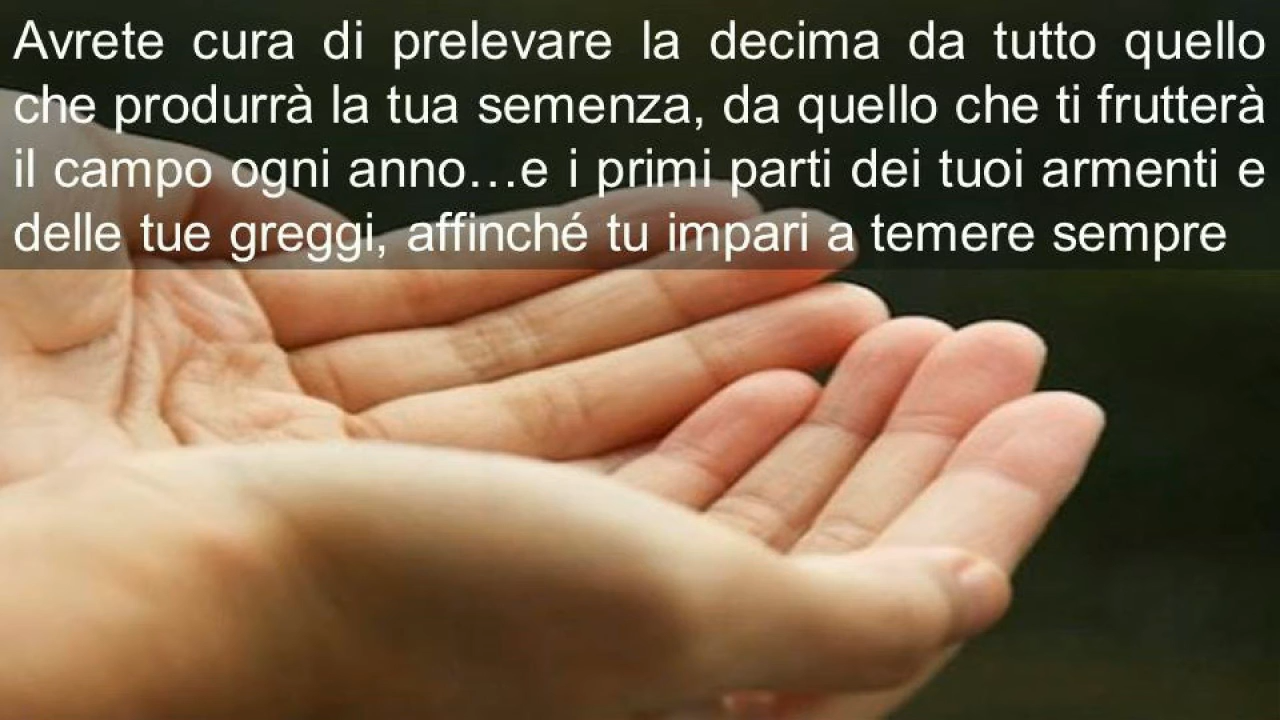 Avrete cura di prelevare la decima da tutto quello
che produrrà la tua semenza, da quello che ti frutterà
il campo ogni anno…e i primi parti dei tuoi armenti e
delle tue greggi, affinché tu impari a temere sempre